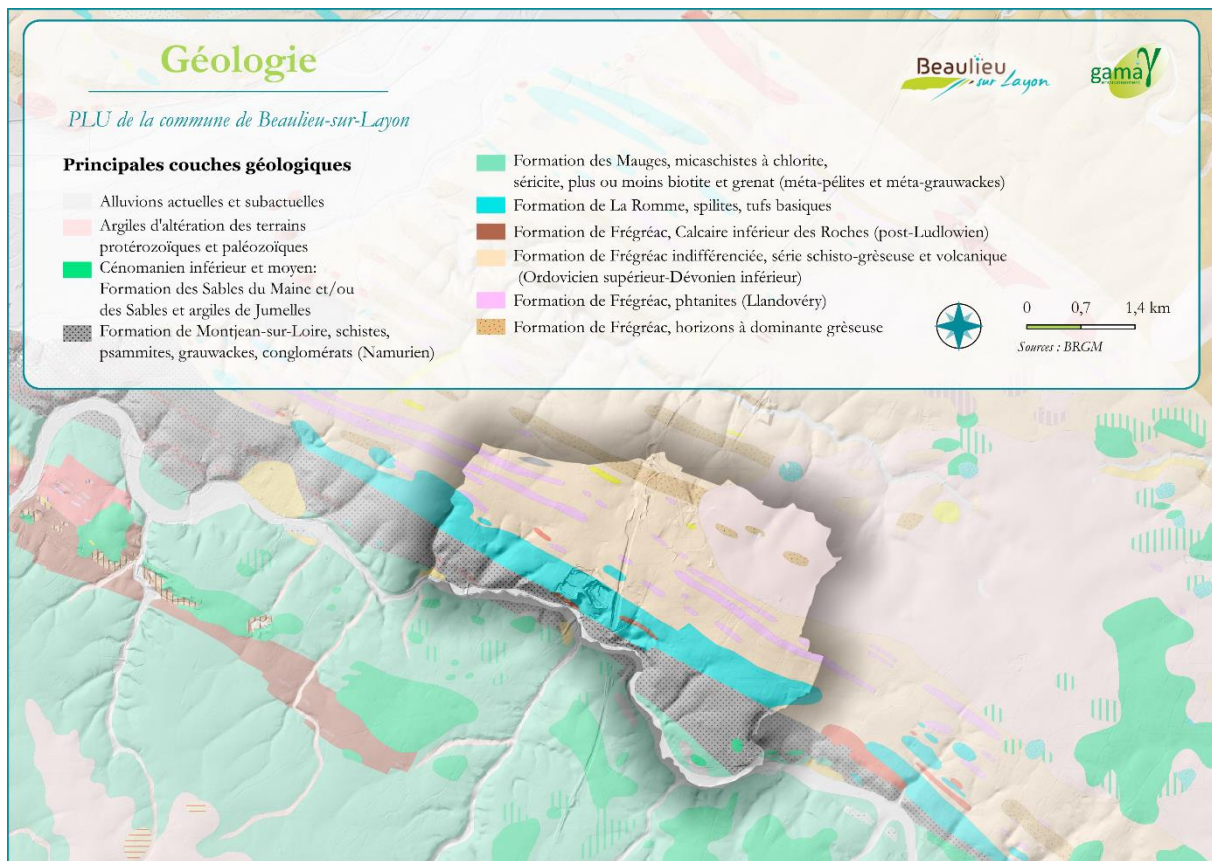 Géologie
PLU de la commune de Beaulieu-sur-Layon
Beaulieu
sur Layon
gama
Principales couches géologiques
Alluvions actuelles et subactuelles
Argiles d'altération des terrains
protérozoïques et paléozoïques
Cénomanien inférieur et moyen:
Formation des Sables du Maine et/ou
des Sables et argiles de Jumelles
Formation de Montjean-sur-Loire, schistes,
psammites, grauwackes, conglomérats (Namurien)
Formation des Mauges, micaschistes à chlorite,
séricite, plus ou moins biotite et grenat (méta-pélites et méta-grauwackes)
Formation de La Romme, spilites, tufs basiques
Formation de Frégréac, Calcaire inférieur des Roches (post-Ludlowien)
Formation de Frégréac indifférenciée, série schisto-grèseuse et volcanique
(Ordovicien supérieur-Dévonien inférieur)
Formation de Frégréac, phtanites (Llandovéry)
Formation de Frégréac, horizons à dominante grèseuse
0 0,7 1,4 km
Sources : BRGM